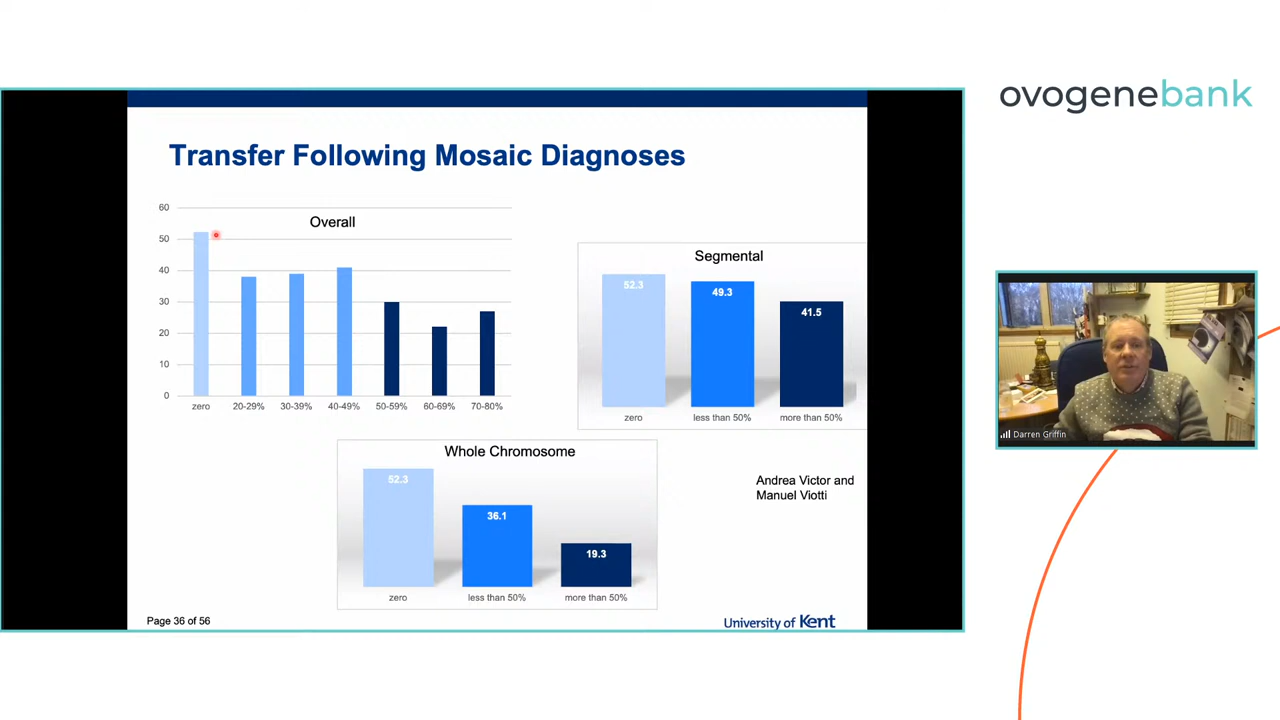 ovogenebank
Transfer Following Mosaic Diagnoses
Overall
60
50
40
30
20
10
0
zero 20-29% 30-39% 40-49% 50-59% 60-69% 70-80%
Segmental
52.3 49.3 41.5
zero less than 50% more than 50%
Whole Chromosome
52.3 36.1 19.3
zero less than 50% more than 50%
Andrea Victor and
Manuel Viotti
Page 36 of 56
University of Kent
Darren Griffin